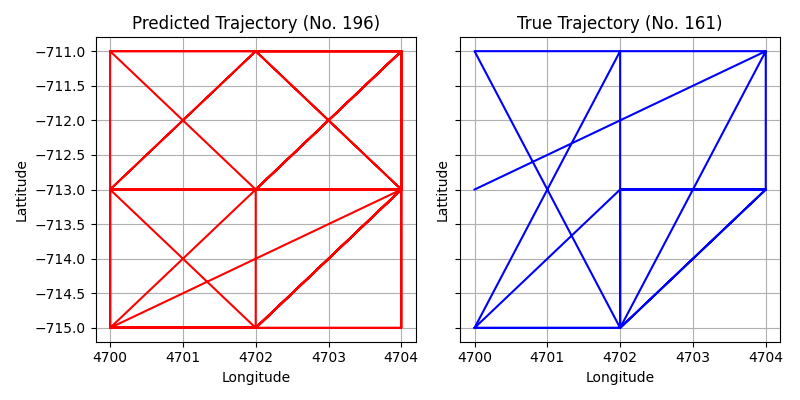 Predicted Trajectory (No. 196)
True Trajectory (No. 161)
Lattitude
−711.0
−711.5
−712.0
−712.5
−713.0
−713.5
−714.0
−714.5
−715.0
4700 4701 4702 4703 4704
Longitude
Lattitude
4700 4701 4702 4703 4704
Longitude